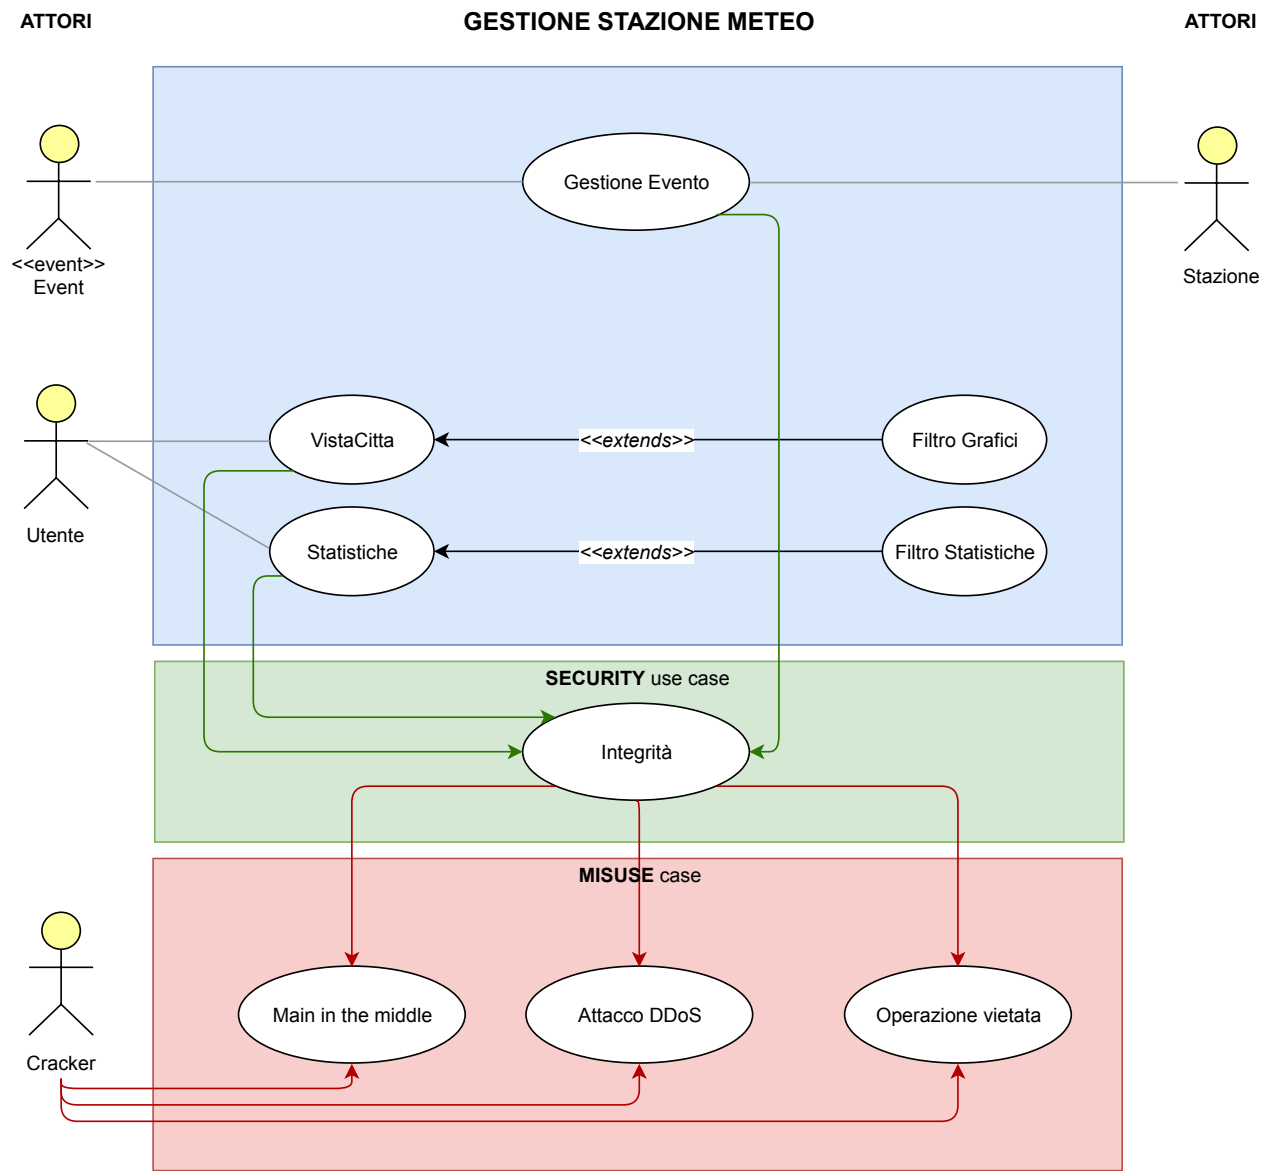 ATTORI
GESTIONE STAZIONE METEO
ATTORI
Gestione Evento
<<event>>
Event
Stazione
VistaCitta
<<extends>>
Filtro Grafici
Utente
Statistiche
<<extends>>
Filtro Statistiche
SECURITY use case
Integrità
MISUSE case
Main in the middle
Attacco DDoS
Operazione vietata
Cracker